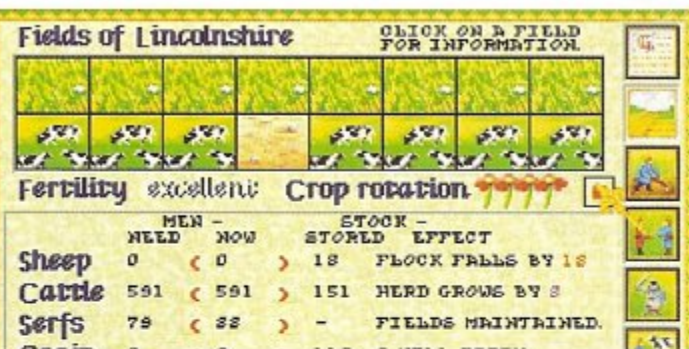 Fields of Lincolnshire
CLICK ON A FIELD
FOR INFORMATION.
Fertility excellent Crop rotation
MEN - STOCK -
NEED NOW STORED EFFECT
Sheep 0 < 0 > 18 FLOCK FALLS BY 18
Cattle 591 < 591 > 151 HERD GROWS BY 8
Serfs 79 < 88 > - FIELDS MAINTAINED.